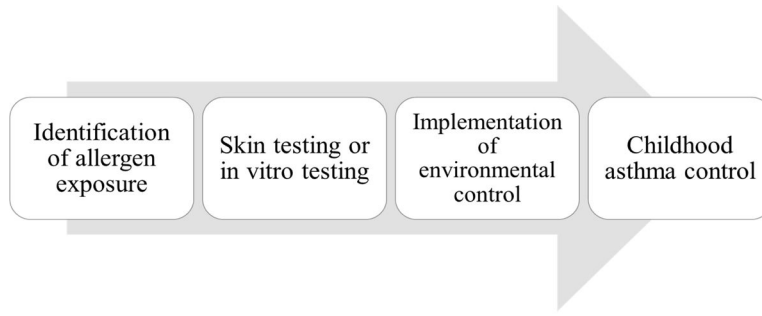 Identification
of allergen
exposure
Skin testing or
in vitro testing
Implementation
of
environmental
control
Childhood
asthma control